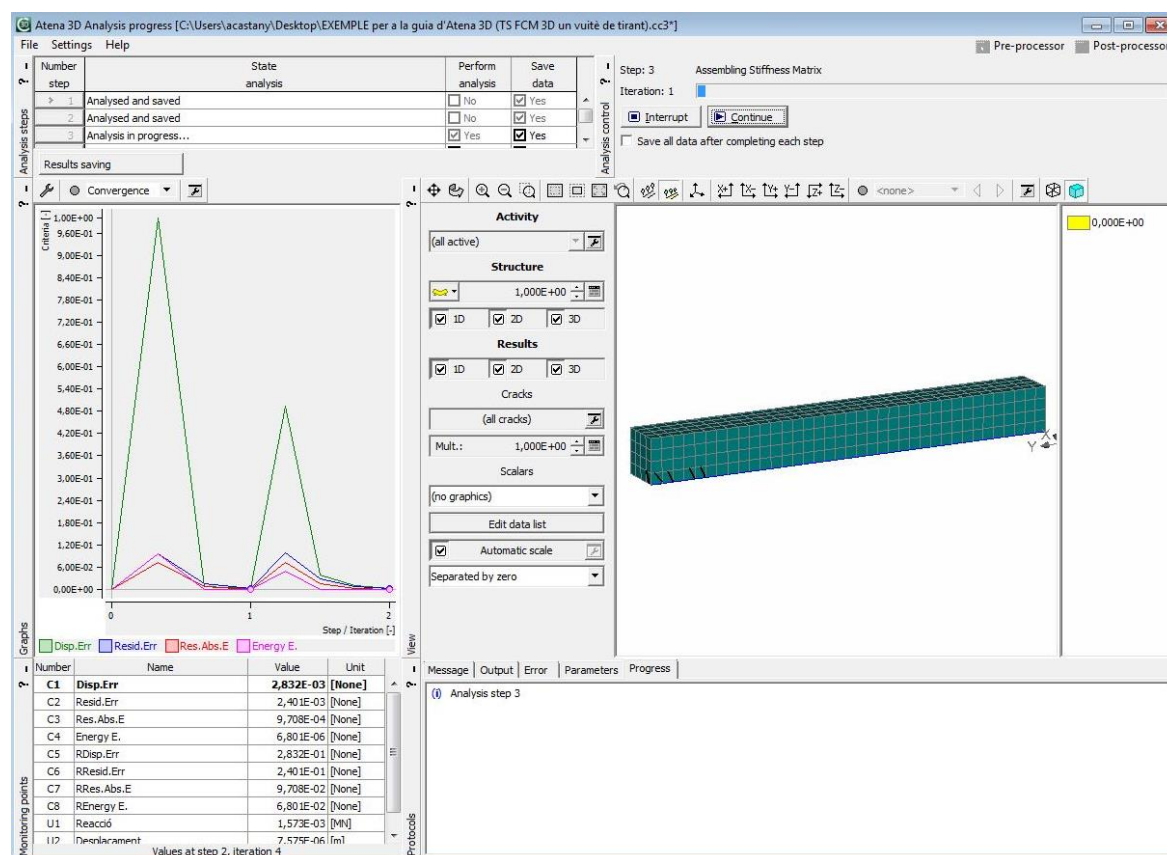 Atena 3D Analysis progress [C:\Users\acastany\Desktop\EXEMPLE per a la guia d'Atena 3D (TS FCM 3D un vuitè de tirant).cc3*]
File Settings Help
Pre-processor Post-processor
Analysis steps
Number step State analysis Perform analysis Save data
> 1 Analysed and saved No Yes
2 Analysed and saved No Yes
3 Analysis in progress... Yes Yes
Results saving
Analysis control
Step: 3 Assembling Stiffness Matrix
Iteration: 1
Interrupt Continue
Save all data after completing each step
Graphs
Convergence
Criteria [-]
1,00E+00
9,60E-01
9,00E-01
8,40E-01
7,80E-01
7,20E-01
6,60E-01
6,00E-01
5,40E-01
4,80E-01
4,20E-01
3,60E-01
3,00E-01
2,40E-01
1,80E-01
1,20E-01
6,00E-02
0,00E+00
0 1 2
Step / Iteration [-]
Disp.Err Resid.Err Res.Abs.E Energy E.
View
X+ X- Y+ Y- Z+ Z- <none>
Activity
(all active)
Structure
1,000E+00
1D 2D 3D
Results
1D 2D 3D
Cracks
(all cracks)
Mult.: 1,000E+00
Scalars
(no graphics)
Edit data list
Automatic scale
Separated by zero
X
Y
0,000E+00
Monitoring points
Number Name Value Unit
C1 Disp.Err 2,832E-03 [None]
C2 Resid.Err 2,401E-03 [None]
C3 Res.Abs.E 9,708E-04 [None]
C4 Energy E. 6,801E-06 [None]
C5 RDisp.Err 2,832E-01 [None]
C6 RResid.Err 2,401E-01 [None]
C7 RRes.Abs.E 9,708E-02 [None]
C8 REnergy E. 6,801E-02 [None]
U1 Reacció 1,573E-03 [MN]
U2 Desplacament 7,575E-06 [m]
Values at step 2, iteration 4
Protocols
Message Output Error Parameters Progress
Analysis step 3